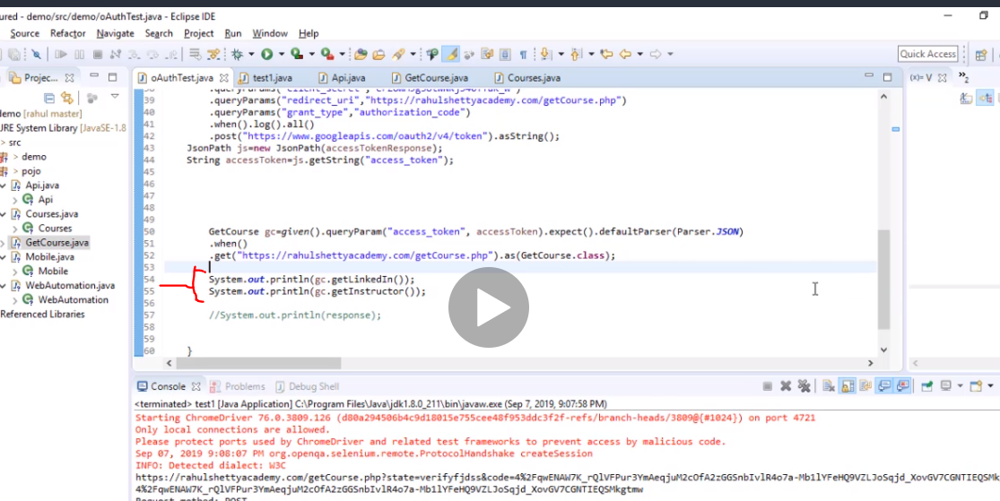 ured - demo/src/demo/oAuthTest.java - Eclipse IDE
Source Refactor Navigate Search Project Run Window Help
Quick Access
Projec...
oAuthTest.java test1.java Api.java GetCourse.java Courses.java
(x)= V
»2
emo [rahul master]
JRE System Library [JavaSE-1.8
> src
> demo
> pojo
Api.java
Api
Courses.java
Courses
GetCourse.java
Mobile.java
Mobile
WebAutomation.java
WebAutomation
Referenced Libraries
39 .queryParams("redirect_uri","https://rahulshettyacademy.com/getCourse.php")
40 .queryParams("grant_type","authorization_code")
41 .when().log().all()
42 .post("https://www.googleapis.com/oauth2/v4/token").asString();
43 JsonPath js=new JsonPath(accessTokenResponse);
44 String accessToken=js.getString("access_token");
45
46
47
48
49
50 GetCourse gc=given().queryParam("access_token", accessToken).expect().defaultParser(Parser.JSON)
51 .when()
52 .get("https://rahulshettyacademy.com/getCourse.php").as(GetCourse.class);
53
54 System.out.println(gc.getLinkedIn());
55 System.out.println(gc.getInstructor());
56
57 //System.out.println(response);
58
59
60 }
Console Problems Debug Shell
<terminated> test1 [Java Application] C:\Program Files\Java\jdk1.8.0_211\bin\javaw.exe (Sep 7, 2019, 9:07:58 PM)
Starting ChromeDriver 76.0.3809.126 (d80a294506b4c9d18015e755cee48f953ddc3f2f-refs/branch-heads/3809@{#1024}) on port 4721
Only local connections are allowed.
Please protect ports used by ChromeDriver and related test frameworks to prevent access by malicious code.
Sep 07, 2019 9:08:07 PM org.openqa.selenium.remote.ProtocolHandshake createSession
INFO: Detected dialect: W3C
https://rahulshettyacademy.com/getCourse.php?state=verifyfjdss&code=4%2FqwENAW7K_rQlVFPur3YmAeqjuM2cOfA2zGGSnbIvlR4o7a-Mb1lYFeHQ9VZLJoSqjd_XovGV7CGNTIEQSM
4%2FqwENAW7K_rQlVFPur3YmAeqjuM2cOfA2zGGSnbIvlR4o7a-Mb1lYFeHQ9VZLJoSqjd_XovGV7CGNTIEQSMkgtmw
Request method: POST